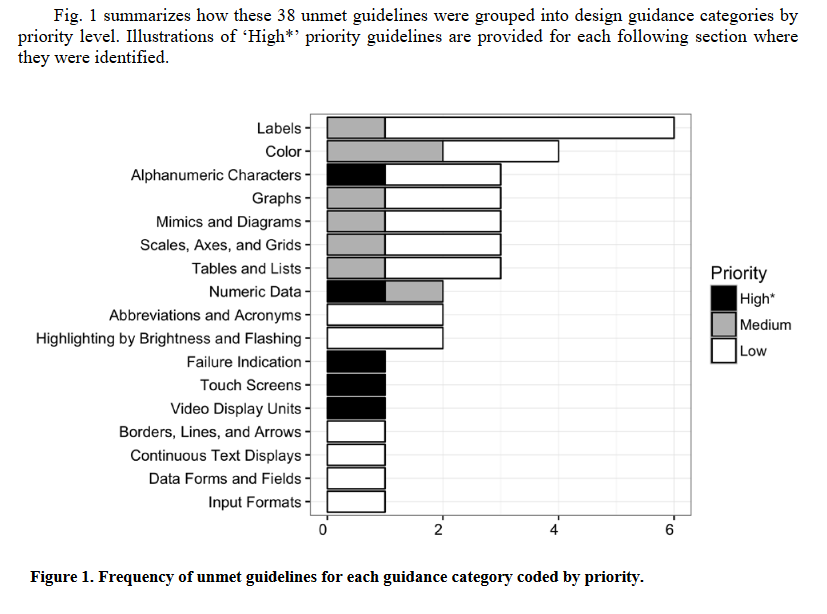 Fig. 1 summarizes how these 38 unmet guidelines were grouped into design guidance categories by
priority level. Illustrations of ‘High*’ priority guidelines are provided for each following section where
they were identified.
Labels
Color
Alphanumeric Characters
Graphs
Mimics and Diagrams
Scales, Axes, and Grids
Tables and Lists
Numeric Data
Abbreviations and Acronyms
Highlighting by Brightness and Flashing
Failure Indication
Touch Screens
Video Display Units
Borders, Lines, and Arrows
Continuous Text Displays
Data Forms and Fields
Input Formats
0 2 4 6
Priority
High*
Medium
Low
Figure 1. Frequency of unmet guidelines for each guidance category coded by priority.